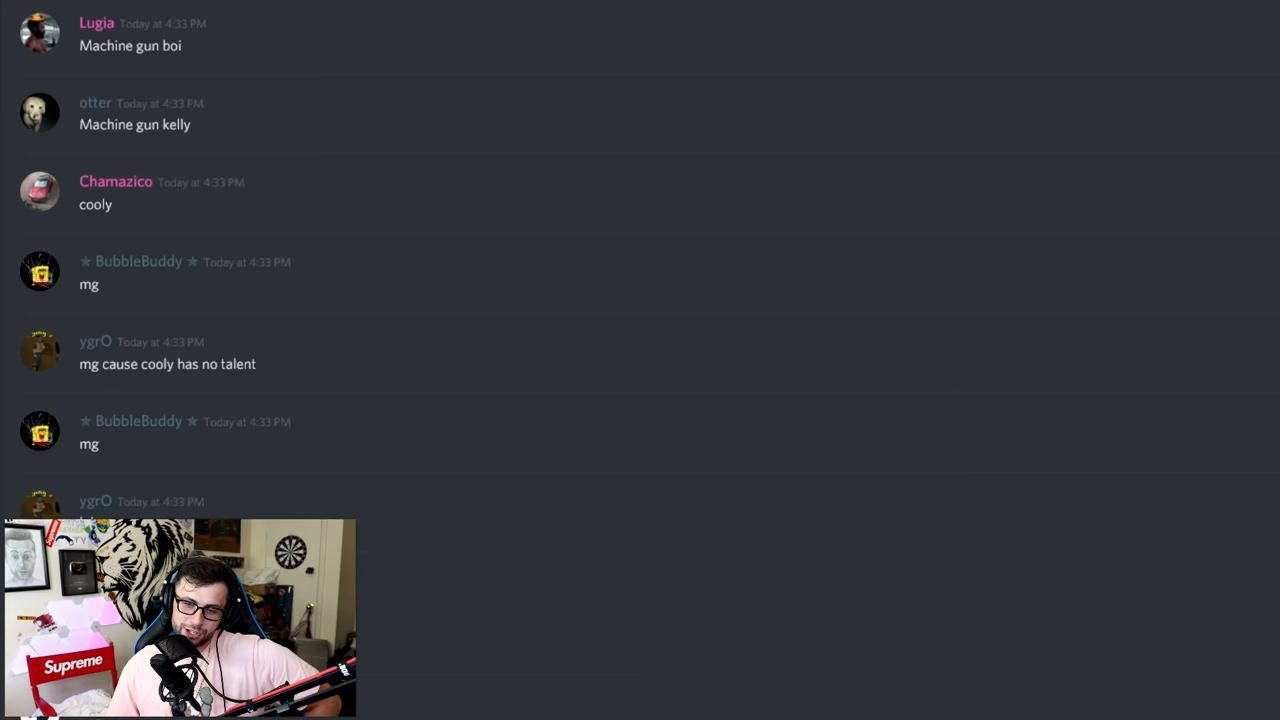 Lugia Today at 4:33 PM
Machine gun boi
otter Today at 4:33 PM
Machine gun kelly
Chamazico Today at 4:33 PM
cooly
★ BubbleBuddy ★ Today at 4:33 PM
mg
ygrO Today at 4:33 PM
mg cause cooly has no talent
★ BubbleBuddy ★ Today at 4:33 PM
mg
ygrO Today at 4:33 PM
Supreme